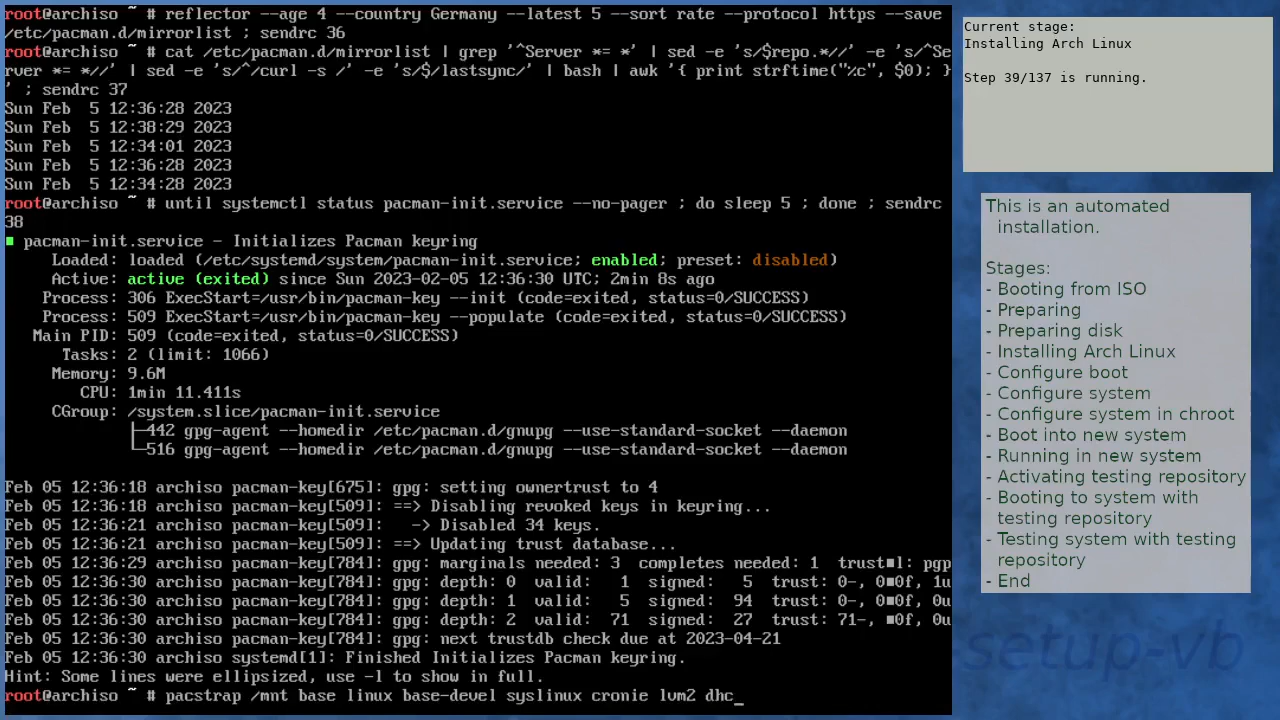 root@archiso ~ # reflector --age 4 --country Germany --latest 5 --sort rate --protocol https --save
/etc/pacman.d/mirrorlist ; sendrc 36
root@archiso ~ # cat /etc/pacman.d/mirrorlist | grep '^Server *= *' | sed -e 's/$repo.*//' -e 's/^Se
rver *= *//' | sed -e 's/^/curl -s /' -e 's/$/lastsync/' | bash | awk '{ print strftime("%c", $0); }
' ; sendrc 37
Sun Feb  5 12:36:28 2023
Sun Feb  5 12:38:29 2023
Sun Feb  5 12:34:01 2023
Sun Feb  5 12:36:28 2023
Sun Feb  5 12:34:28 2023
root@archiso ~ # until systemctl status pacman-init.service --no-pager ; do sleep 5 ; done ; sendrc
38
■ pacman-init.service - Initializes Pacman keyring
     Loaded: loaded (/etc/systemd/system/pacman-init.service; enabled; preset: disabled)
     Active: active (exited) since Sun 2023-02-05 12:36:30 UTC; 2min 8s ago
    Process: 306 ExecStart=/usr/bin/pacman-key --init (code=exited, status=0/SUCCESS)
    Process: 509 ExecStart=/usr/bin/pacman-key --populate (code=exited, status=0/SUCCESS)
   Main PID: 509 (code=exited, status=0/SUCCESS)
      Tasks: 2 (limit: 1066)
     Memory: 9.6M
        CPU: 1min 11.411s
     CGroup: /system.slice/pacman-init.service
             ├─442 gpg-agent --homedir /etc/pacman.d/gnupg --use-standard-socket --daemon
             └─516 gpg-agent --homedir /etc/pacman.d/gnupg --use-standard-socket --daemon
Feb 05 12:36:18 archiso pacman-key[675]: gpg: setting ownertrust to 4
Feb 05 12:36:18 archiso pacman-key[509]: ==> Disabling revoked keys in keyring...
Feb 05 12:36:21 archiso pacman-key[509]:   -> Disabled 34 keys.
Feb 05 12:36:21 archiso pacman-key[509]: ==> Updating trust database...
Feb 05 12:36:29 archiso pacman-key[784]: gpg: marginals needed: 3  completes needed: 1  trust■l: pgp
Feb 05 12:36:30 archiso pacman-key[784]: gpg: depth: 0  valid:   1  signed:   5  trust: 0-, 0■0f, 1u
Feb 05 12:36:30 archiso pacman-key[784]: gpg: depth: 1  valid:   5  signed:  94  trust: 0-, 0■0f, 0u
Feb 05 12:36:30 archiso pacman-key[784]: gpg: depth: 2  valid:  71  signed:  27  trust: 71-, ■0f, 0u
Feb 05 12:36:30 archiso pacman-key[784]: gpg: next trustdb check due at 2023-04-21
Feb 05 12:36:30 archiso systemd[1]: Finished Initializes Pacman keyring.
Hint: Some lines were ellipsized, use -l to show in full.
root@archiso ~ # pacstrap /mnt base linux base-devel syslinux cronie lvm2 dhc_
Current stage:
Installing Arch Linux
Step 39/137 is running.
This is an automated
installation.
Stages:
- Booting from ISO
- Preparing
- Preparing disk
- Installing Arch Linux
- Configure boot
- Configure system
- Configure system in chroot
- Boot into new system
- Running in new system
- Activating testing repository
- Booting to system with
testing repository
- Testing system with testing
repository
- End
setup-vb